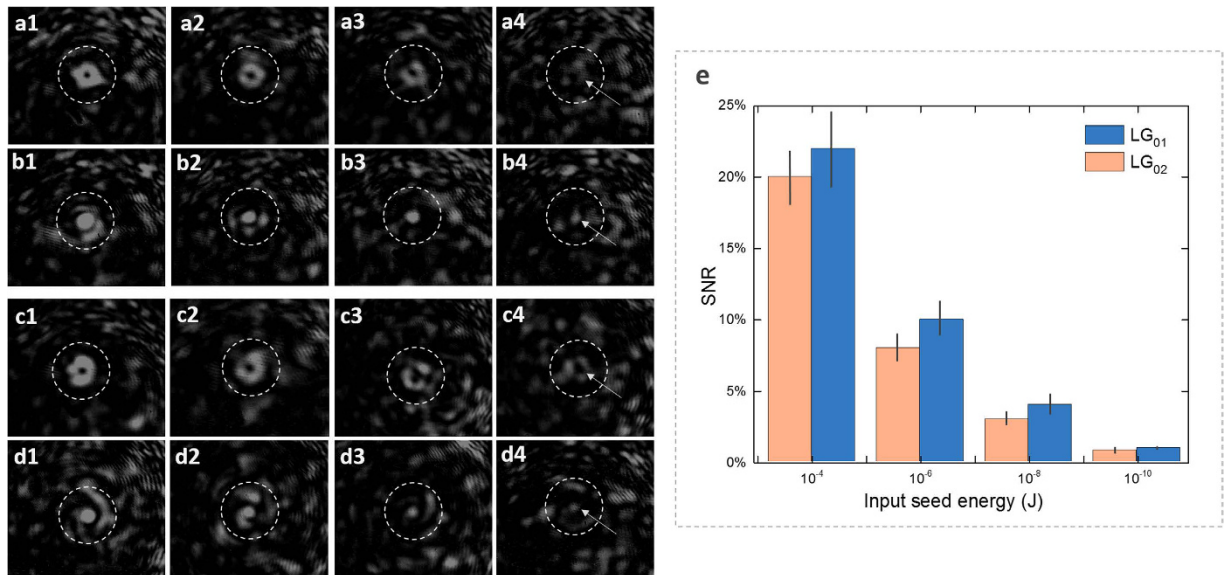 a1 a2 a3 a4
b1 b2 b3 b4
c1 c2 c3 c4
d1 d2 d3 d4
e
25%
20%
15%
10%
5%
0%
SNR
LG₀₁
LG₀₂
10⁻⁴ 10⁻⁶ 10⁻⁸ 10⁻¹⁰
Input seed energy (J)